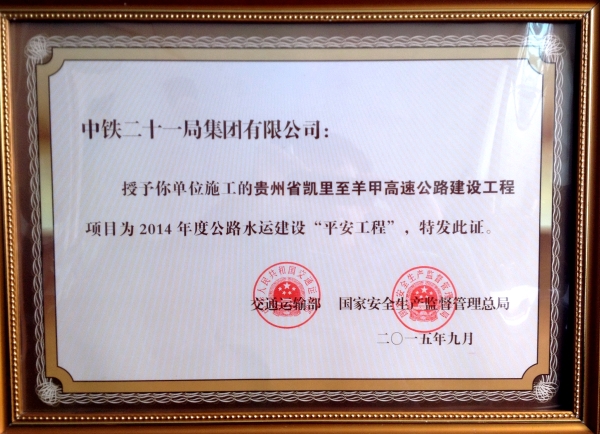 中铁二十一局集团有限公司：
授予你单位施工的贵州省凯里至羊甲高速公路建设工程
项目为2014年度公路水运建设“平安工程”，特发此证。
交通运输部 国家安全生产监督管理总局
二〇一五年九月